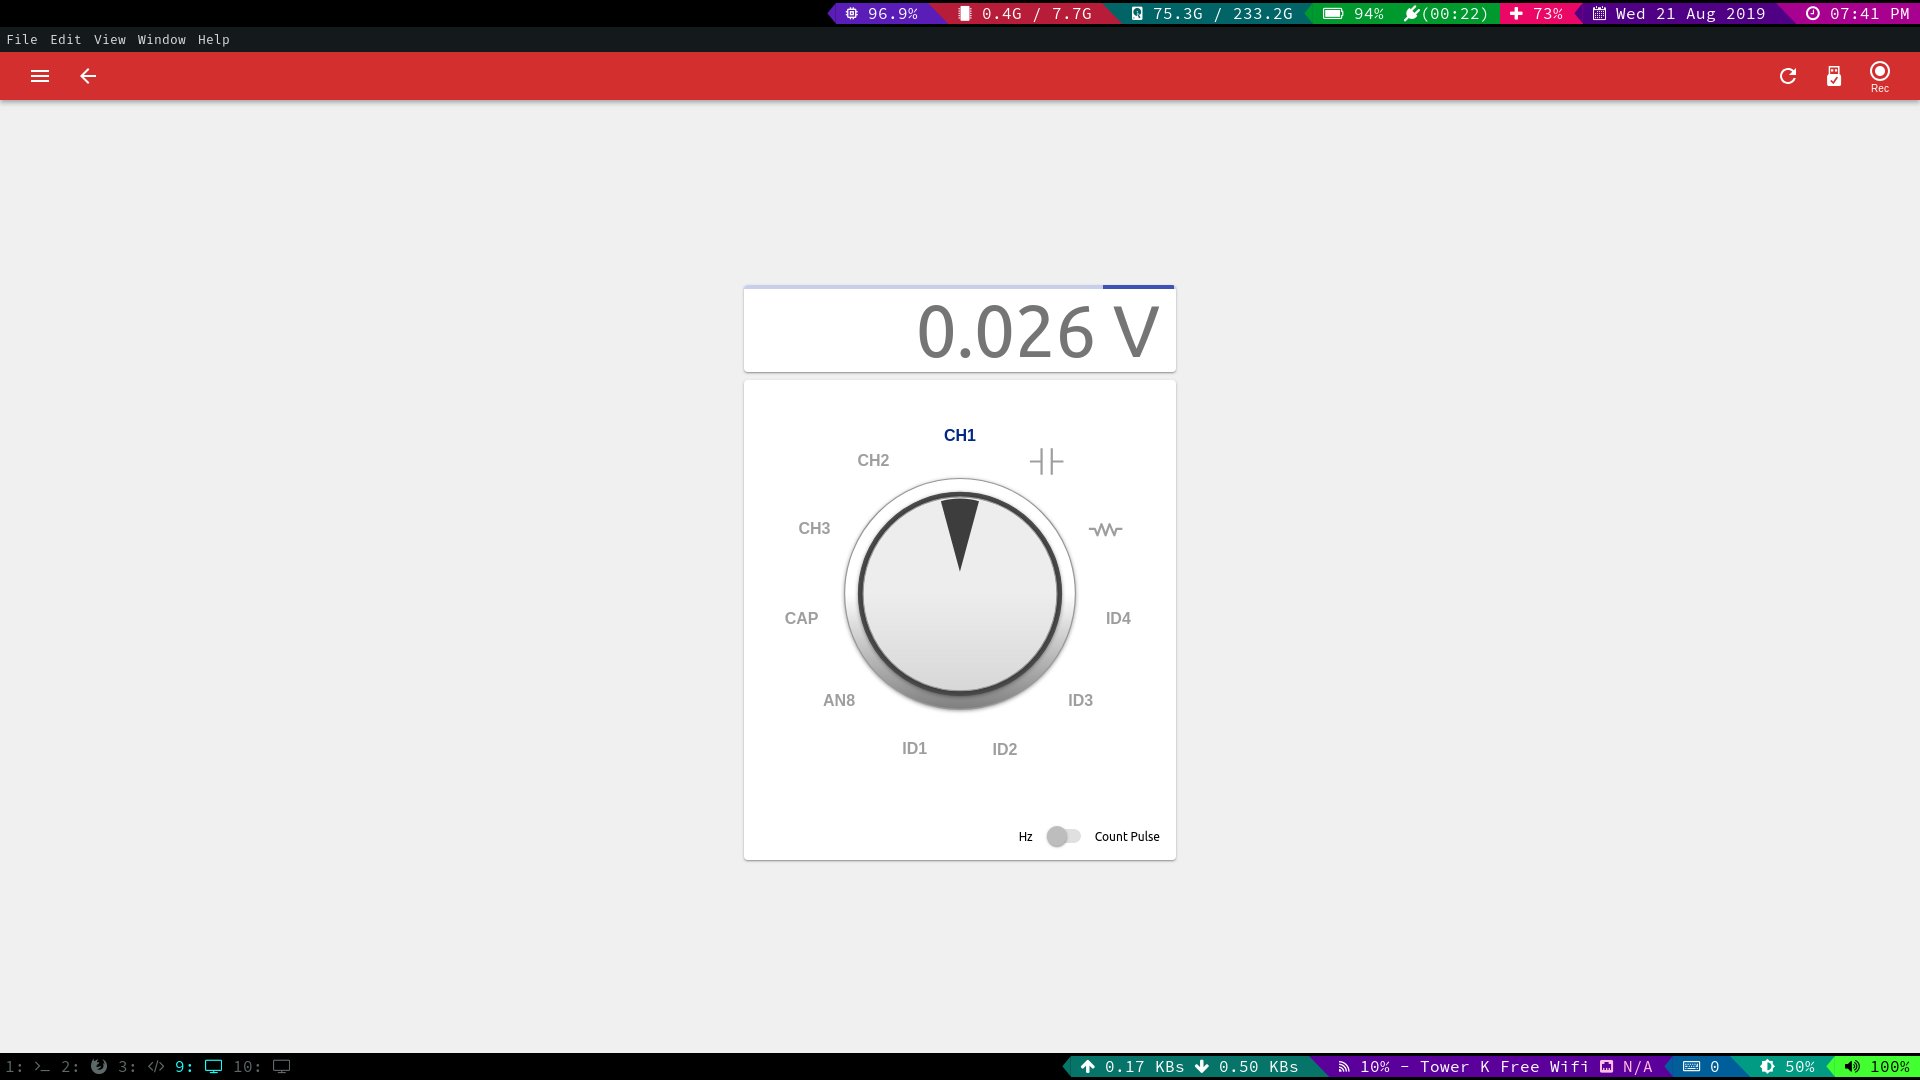 96.9% 0.4G / 7.7G 75.3G / 233.2G 94% (00:22) 73% Wed 21 Aug 2019 07:41 PM
File Edit View Window Help
Rec
0.026 V
CH1
CH2
CH3
ID4
CAP
AN8
ID3
ID1
ID2
Hz Count Pulse
1: 2: 3: 9: 10: 0.17 KBs 0.50 KBs 10% - Tower K Free Wifi N/A 0 50% 100%